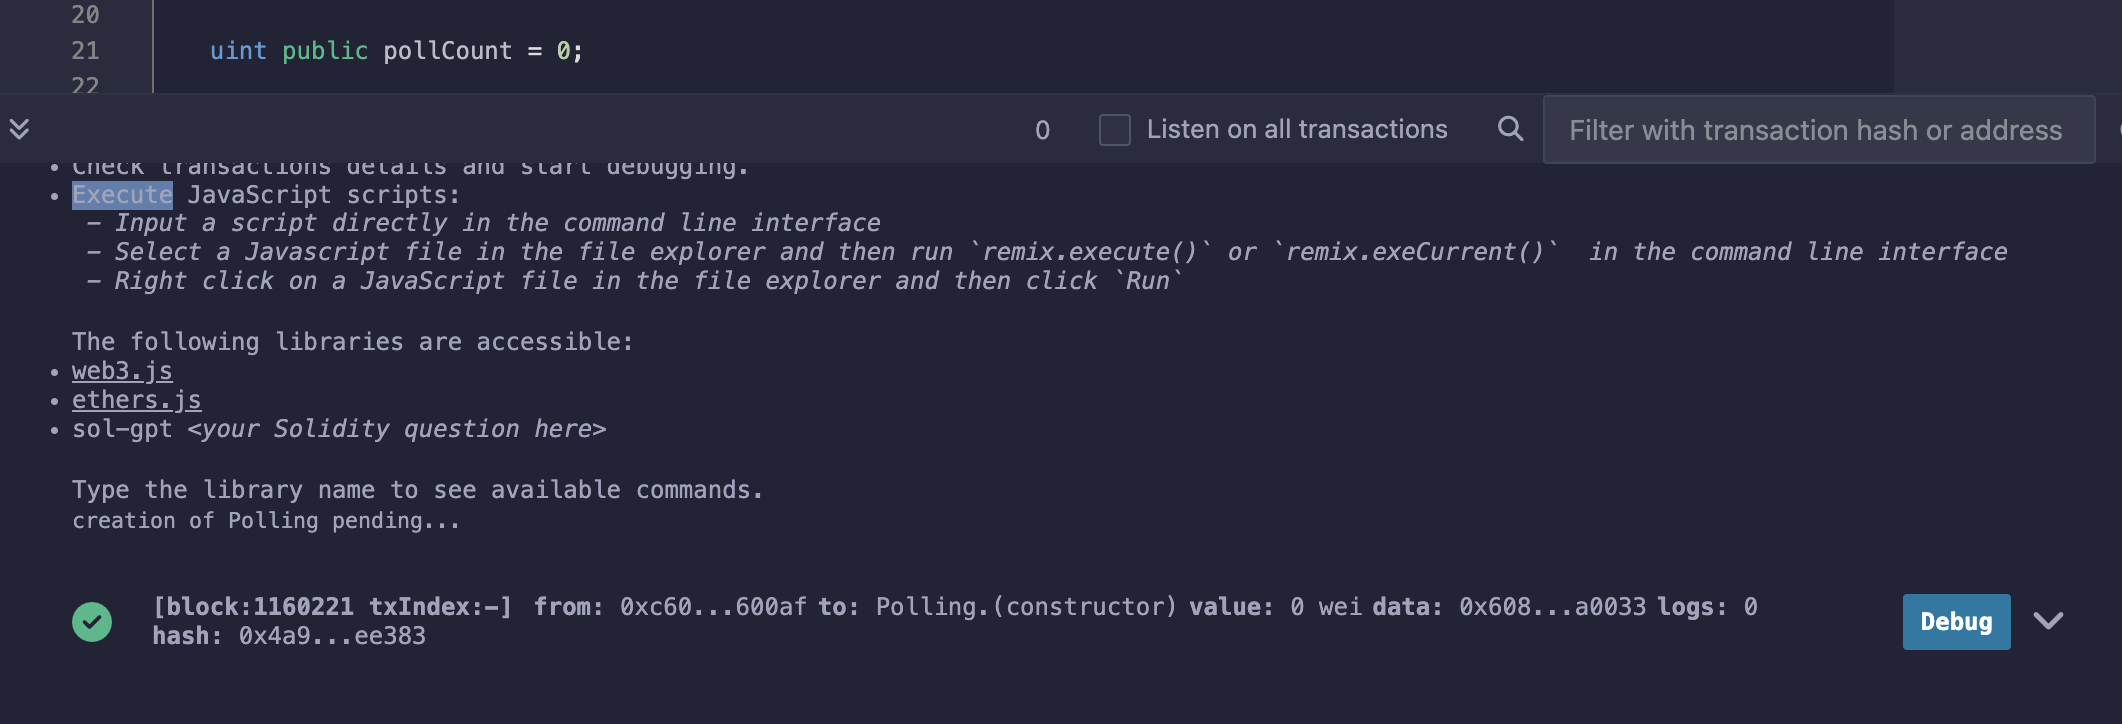 20
21 uint public pollCount = 0;
22
0 Listen on all transactions Filter with transaction hash or address
• Check transactions details and start debugging.
• Execute JavaScript scripts:
- Input a script directly in the command line interface
- Select a Javascript file in the file explorer and then run `remix.execute()` or `remix.exeCurrent()` in the command line interface
- Right click on a JavaScript file in the file explorer and then click `Run`
The following libraries are accessible:
• web3.js
• ethers.js
• sol-gpt <your Solidity question here>
Type the library name to see available commands.
creation of Polling pending...
[block:1160221 txIndex:-] from: 0xc60...600af to: Polling.(constructor) value: 0 wei data: 0x608...a0033 logs: 0
hash: 0x4a9...ee383
Debug